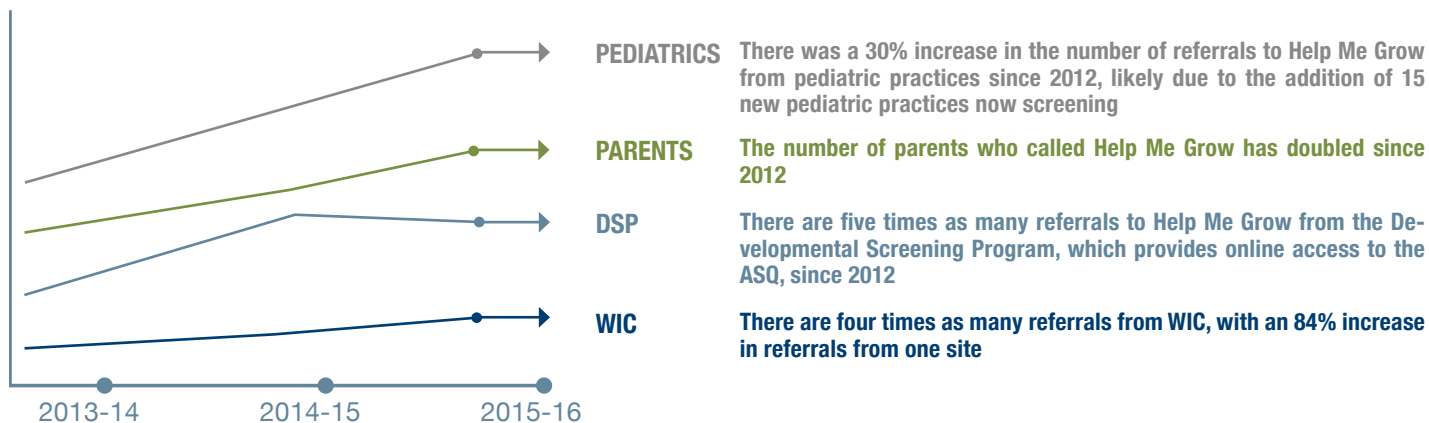 PEDIATRICS
There was a 30% increase in the number of referrals to Help Me Grow
from pediatric practices since 2012, likely due to the addition of 15
new pediatric practices now screening
PARENTS
The number of parents who called Help Me Grow has doubled since
2012
DSP
There are five times as many referrals to Help Me Grow from the De-
velopmental Screening Program, which provides online access to the
ASQ, since 2012
WIC
There are four times as many referrals from WIC, with an 84% increase
in referrals from one site
2013-14
2014-15
2015-16